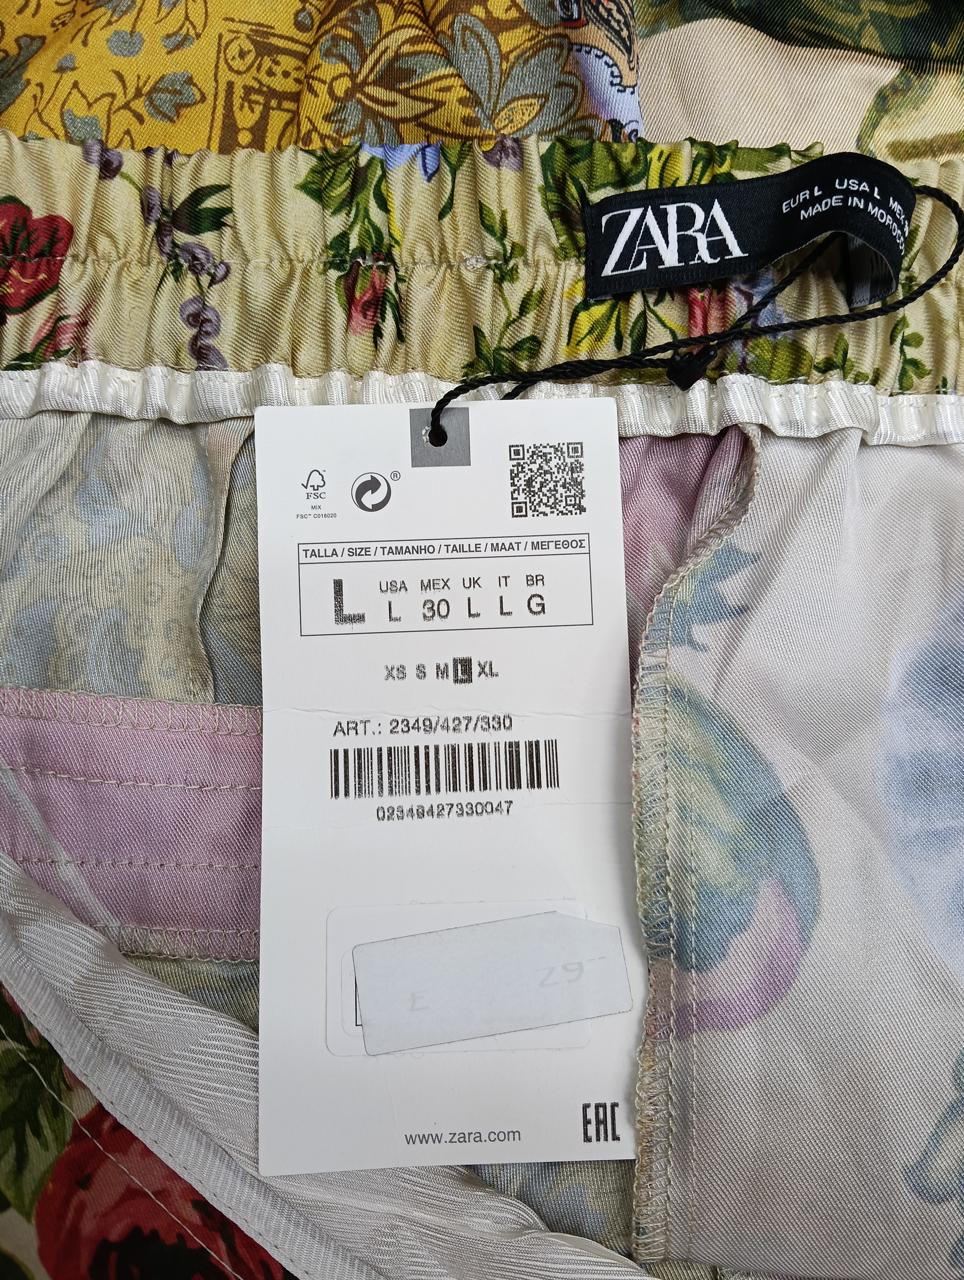 ZARA
EUR L USA L MEX
MADE IN MOROCCO
FSC
MIX
FSC™ C018020
®
TALLA / SIZE / TAMANHO / TAILLE / MAAT / ΜΕΓΕΘΟΣ
L
USA MEX UK IT BR
L 30 L L G
XS S M L XL
ART.: 2349/427/330
02349427330047
www.zara.com
EAC